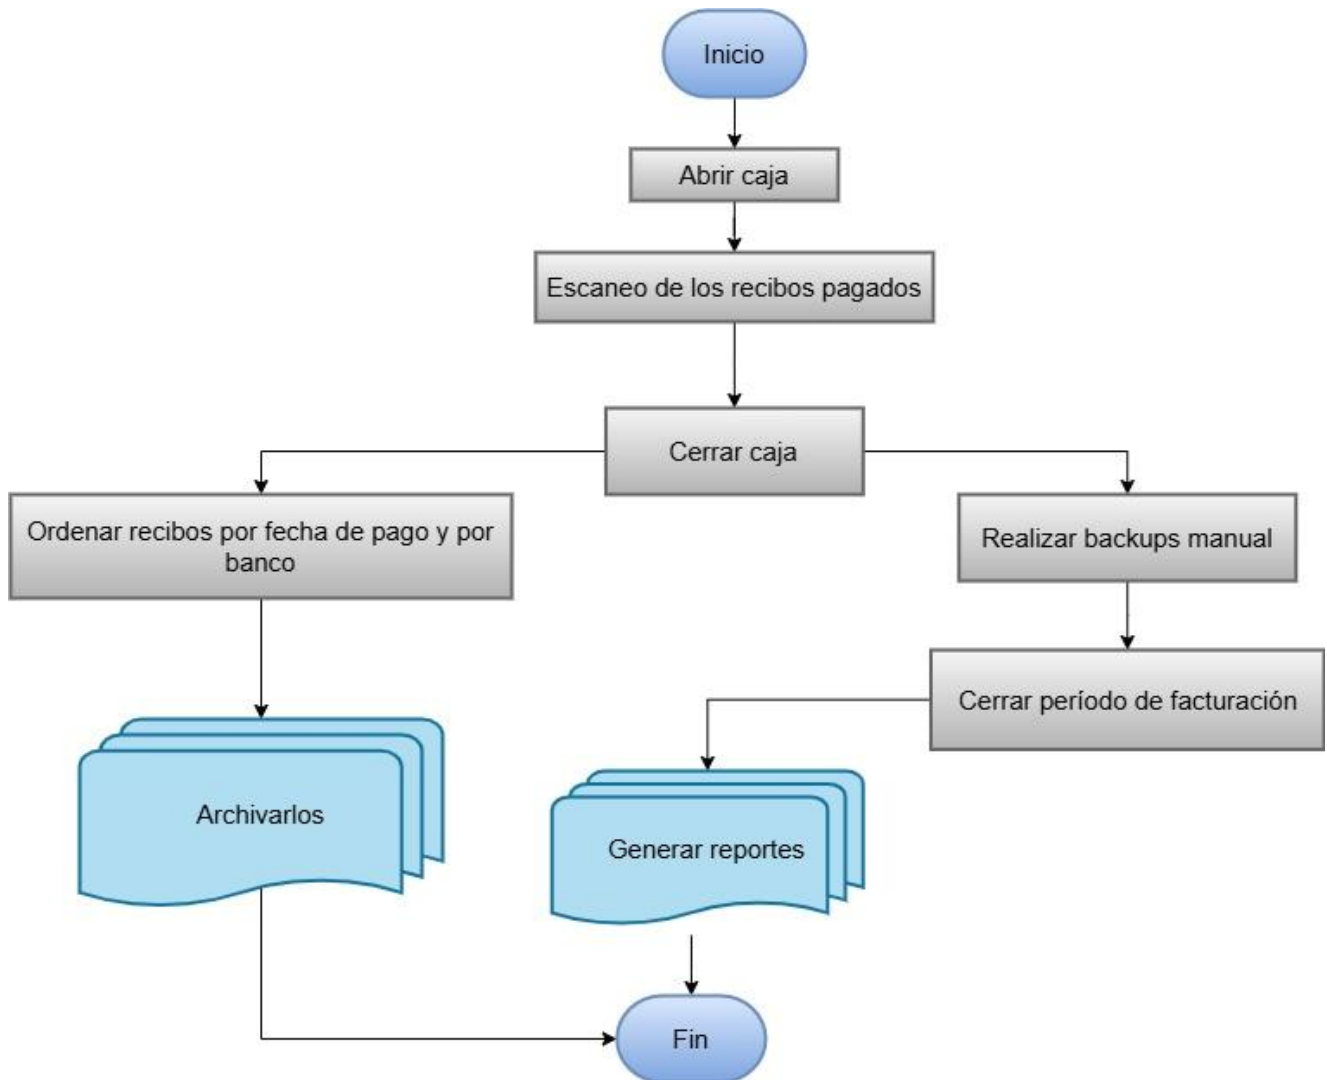 Inicio
Abrir caja
Escaneo de los recibos pagados
Cerrar caja
Ordenar recibos por fecha de pago y por
banco
Realizar backups manual
Cerrar período de facturación
Archivarlos
Generar reportes
Fin